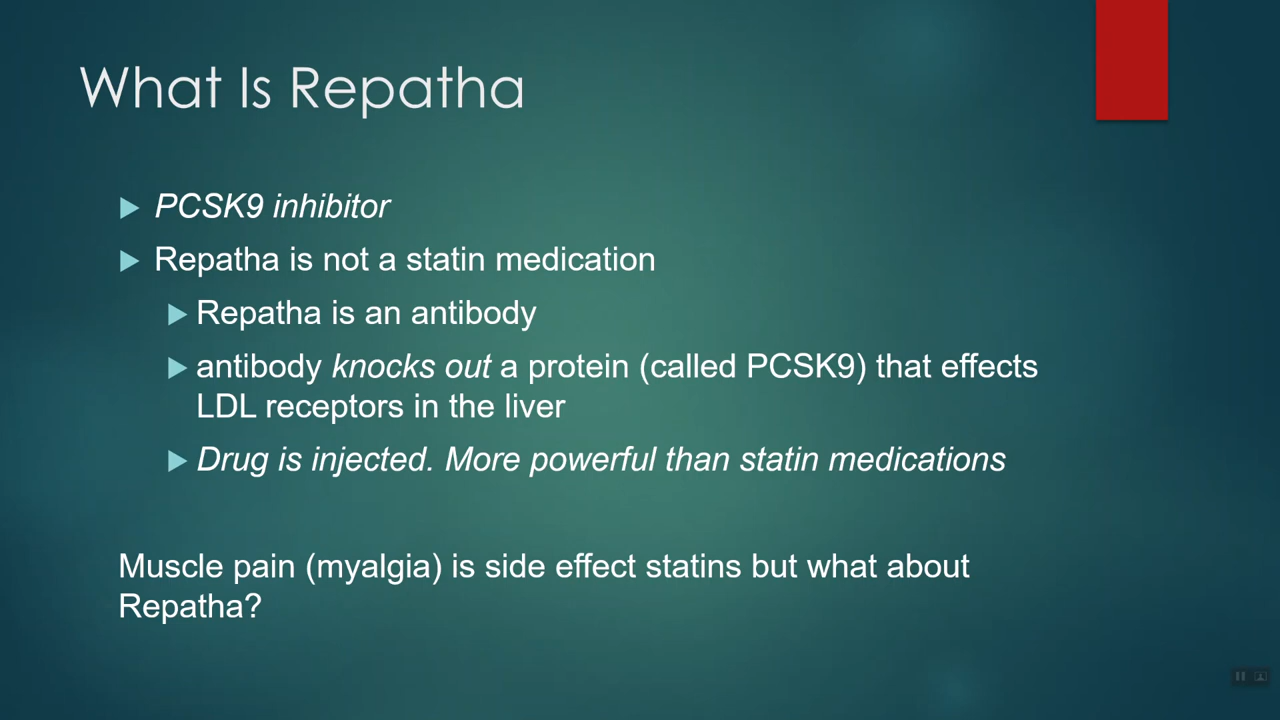 What Is Repatha
PCSK9 inhibitor
Repatha is not a statin medication
Repatha is an antibody
antibody knocks out a protein (called PCSK9) that effects
LDL receptors in the liver
Drug is injected. More powerful than statin medications
Muscle pain (myalgia) is side effect statins but what about
Repatha?